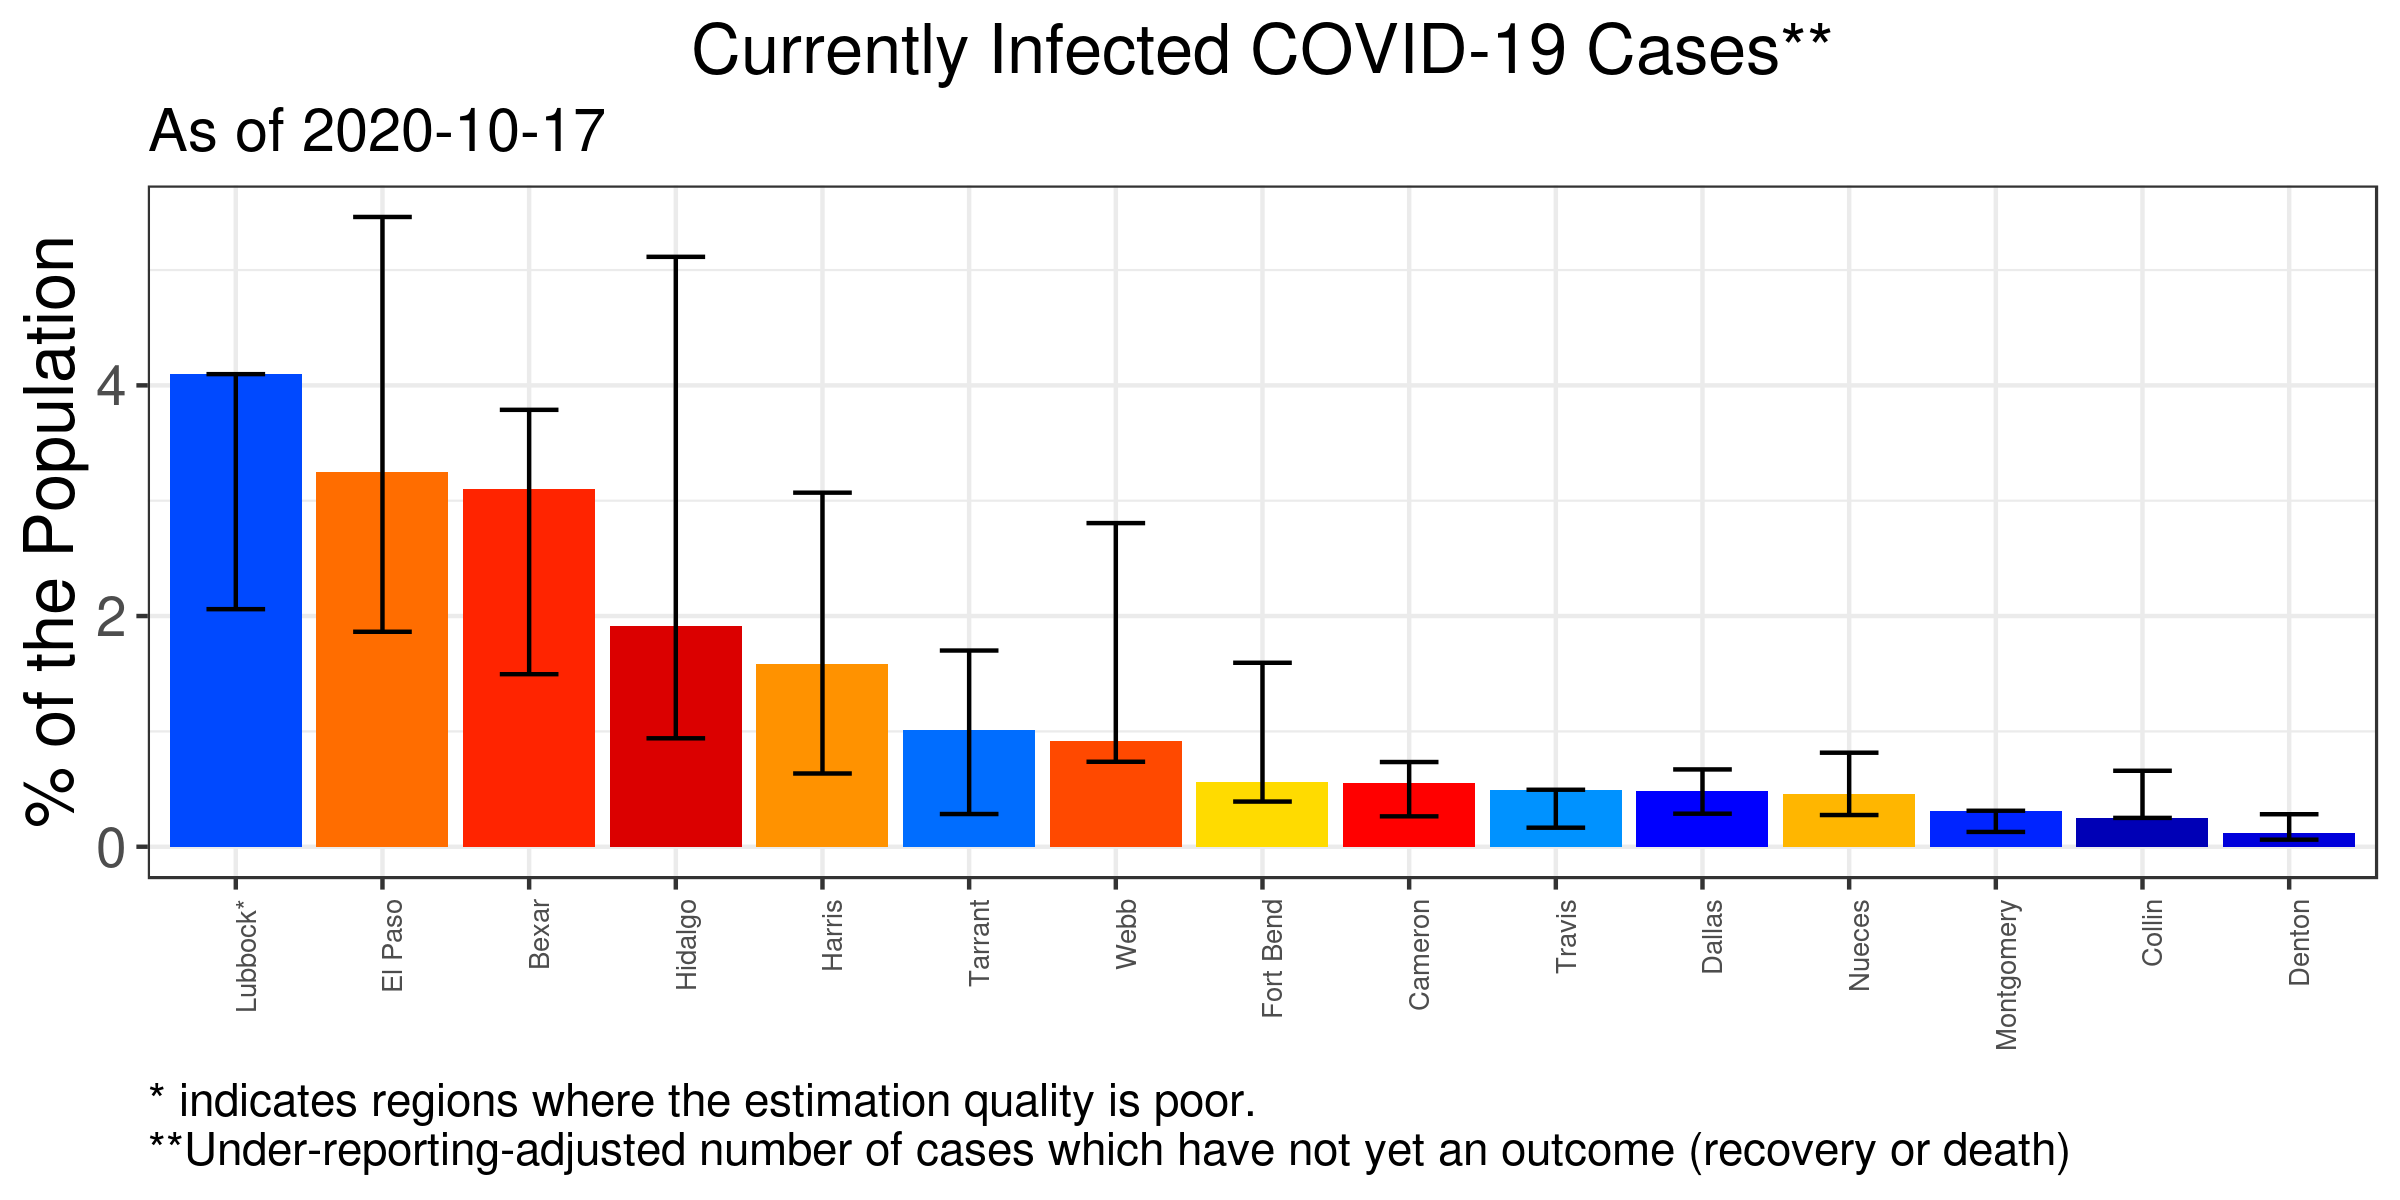 Currently Infected COVID-19 Cases**
As of 2020-10-17
% of the Population
4
2
0
Lubbock*
El Paso
Bexar
Hidalgo
Harris
Tarrant
Webb
Fort Bend
Cameron
Travis
Dallas
Nueces
Montgomery
Collin
Denton
* indicates regions where the estimation quality is poor.
**Under-reporting-adjusted number of cases which have not yet an outcome (recovery or death)